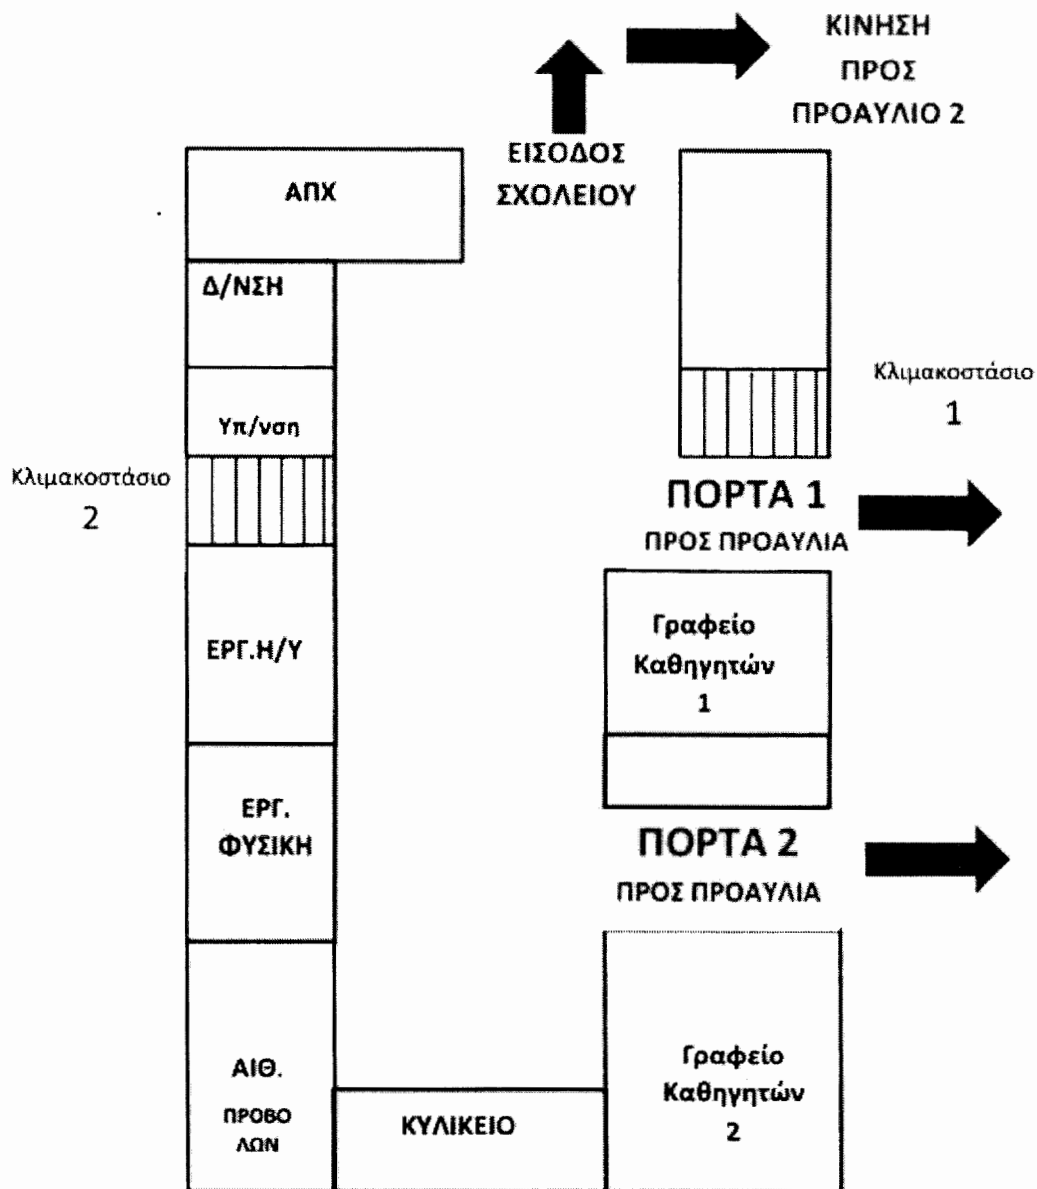 ΚΙΝΗΣΗ
ΠΡΟΣ
ΠΡΟΑΥΛΙΟ 2
ΕΙΣΟΔΟΣ
ΣΧΟΛΕΙΟΥ
ΑΠΧ
Δ/ΝΣΗ
Υπ/νση
Κλιμακοστάσιο
1
Κλιμακοστάσιο
2
ΠΟΡΤΑ 1
ΠΡΟΣ ΠΡΟΑΥΛΙΑ
ΕΡΓ.Η/Υ
Γραφείο
Καθηγητών
1
ΕΡΓ.
ΦΥΣΙΚΗ
ΠΟΡΤΑ 2
ΠΡΟΣ ΠΡΟΑΥΛΙΑ
ΑΙΘ.
ΠΡΟΒΟ
ΛΩΝ
ΚΥΛΙΚΕΙΟ
Γραφείο
Καθηγητών
2